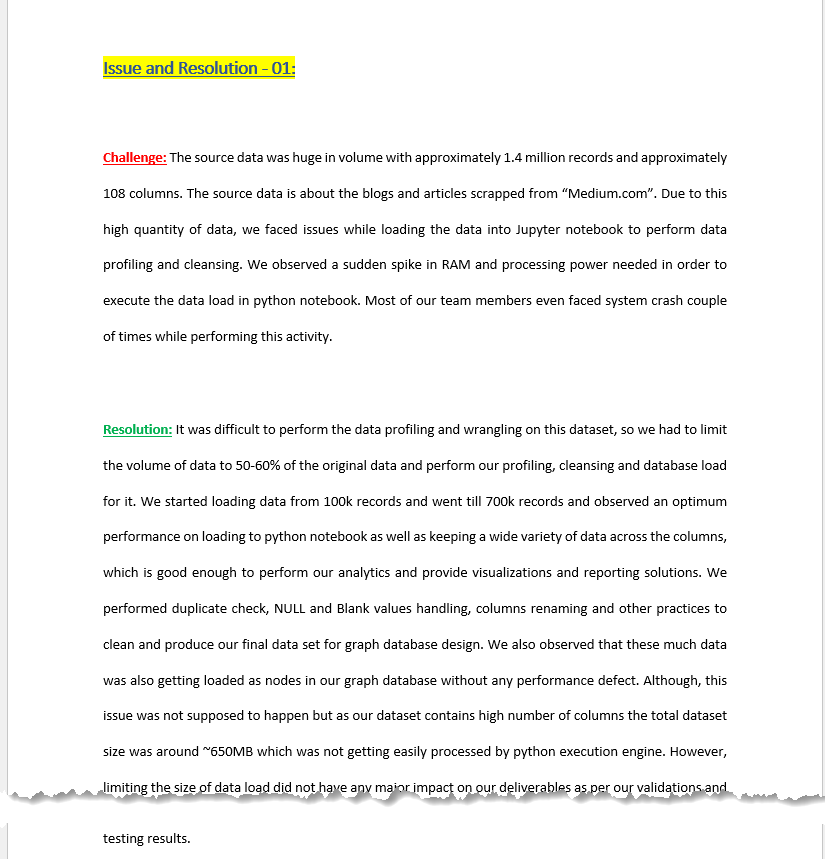 Issue and Resolution - 01:
Challenge: The source data was huge in volume with approximately 1.4 million records and approximately
108 columns. The source data is about the blogs and articles scrapped from “Medium.com”. Due to this
high quantity of data, we faced issues while loading the data into Jupyter notebook to perform data
profiling and cleansing. We observed a sudden spike in RAM and processing power needed in order to
execute the data load in python notebook. Most of our team members even faced system crash couple
of times while performing this activity.
Resolution: It was difficult to perform the data profiling and wrangling on this dataset, so we had to limit
the volume of data to 50-60% of the original data and perform our profiling, cleansing and database load
for it. We started loading data from 100k records and went till 700k records and observed an optimum
performance on loading to python notebook as well as keeping a wide variety of data across the columns,
which is good enough to perform our analytics and provide visualizations and reporting solutions. We
performed duplicate check, NULL and Blank values handling, columns renaming and other practices to
clean and produce our final data set for graph database design. We also observed that these much data
was also getting loaded as nodes in our graph database without any performance defect. Although, this
issue was not supposed to happen but as our dataset contains high number of columns the total dataset
size was around ~650MB which was not getting easily processed by python execution engine. However,
limiting the size of data load did not have any major impact on our deliverables as per our validations and
testing results.